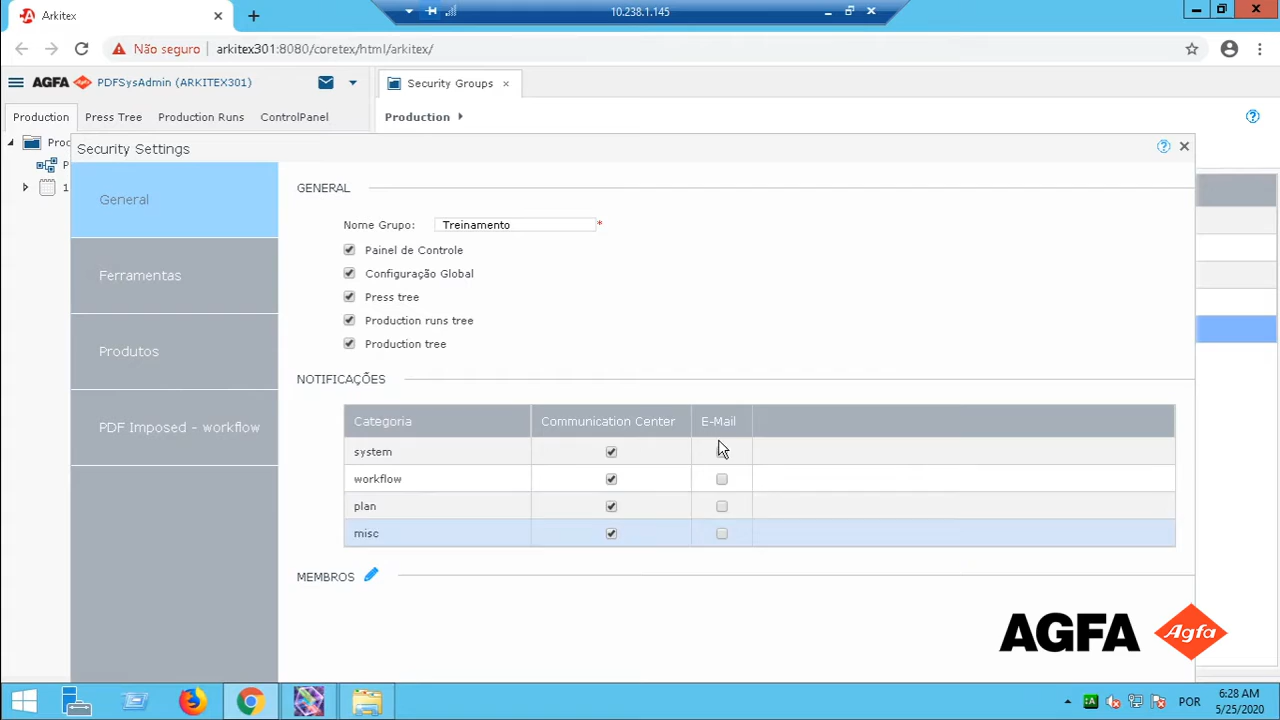 Arkitex
10.238.1.145
Não seguro arkitex301:8080/coretex/html/arkitex/
AGFA PDFSysAdmin (ARKITEX301)
Security Groups
Production Press Tree Production Runs ControlPanel
Production
Proc
P
1
Security Settings
General
Ferramentas
Produtos
PDF Imposed - workflow
GENERAL
Nome Grupo: Treinamento *
Painel de Controle
Configuração Global
Press tree
Production runs tree
Production tree
NOTIFICAÇÕES
Categoria Communication Center E-Mail
system
workflow
plan
misc
MEMBROS
AGFA Agfa
POR 6:28 AM
5/25/2020